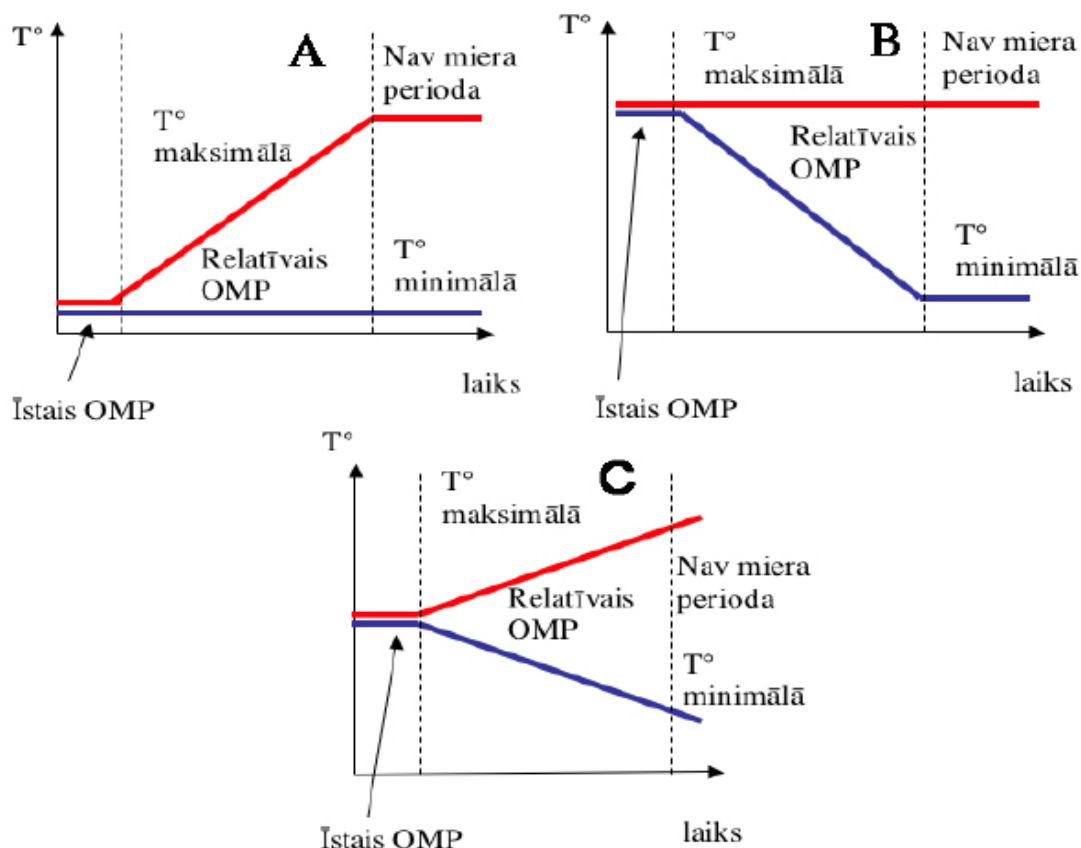 T°
A
Nav miera
perioda
T°
maksimālā
Relatīvais
OMP
T°
minimālā
laiks
Īstais OMP
T°
B
T°
maksimālā
Nav miera
perioda
Relatīvais
OMP
T°
minimālā
laiks
Īstais OMP
T°
C
T°
maksimālā
Nav miera
perioda
Relatīvais
OMP
T°
minimālā
Īstais OMP
laiks